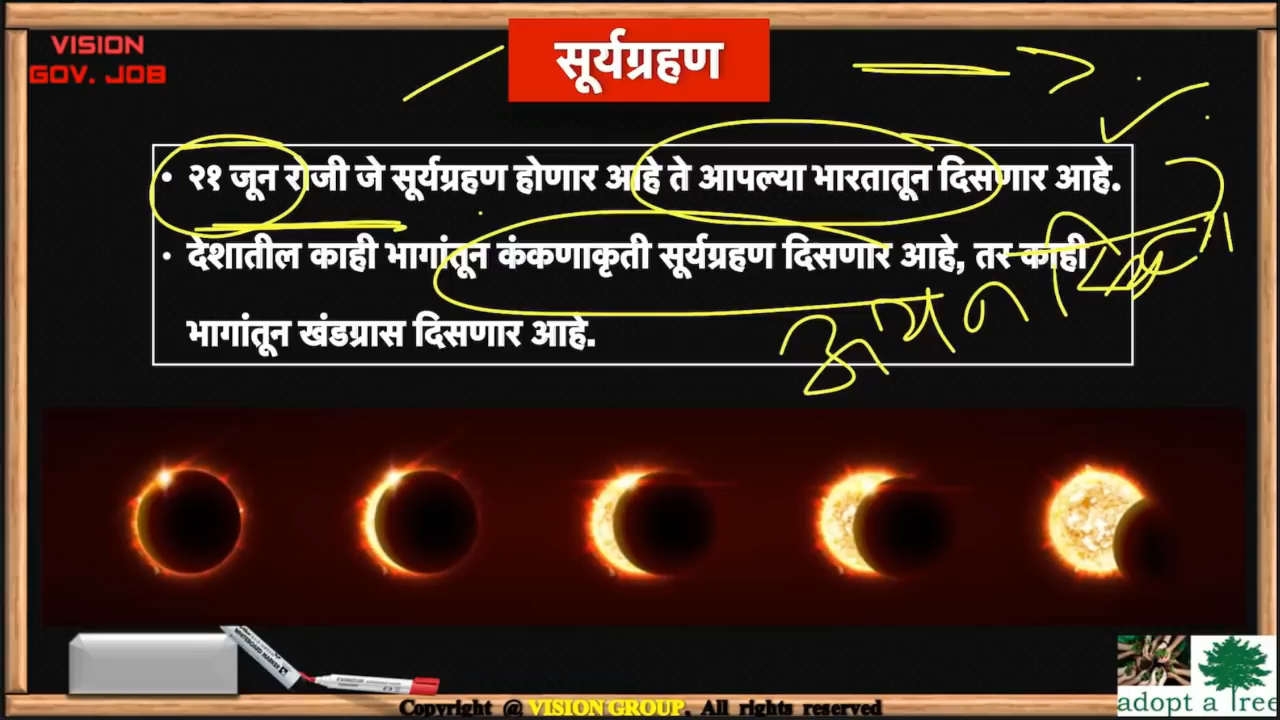 VISION
GOV. JOB
सूर्यग्रहण
• २१ जून रोजी जे सूर्यग्रहण होणार आहे ते आपल्या भारतातून दिसणार आहे.
• देशातील काही भागांतून कंकणाकृती सूर्यग्रहण दिसणार आहे, तर काही
भागांतून खंडग्रास दिसणार आहे.
adopt a Tree
Copyright @ VISION GROUP. All rights reserved